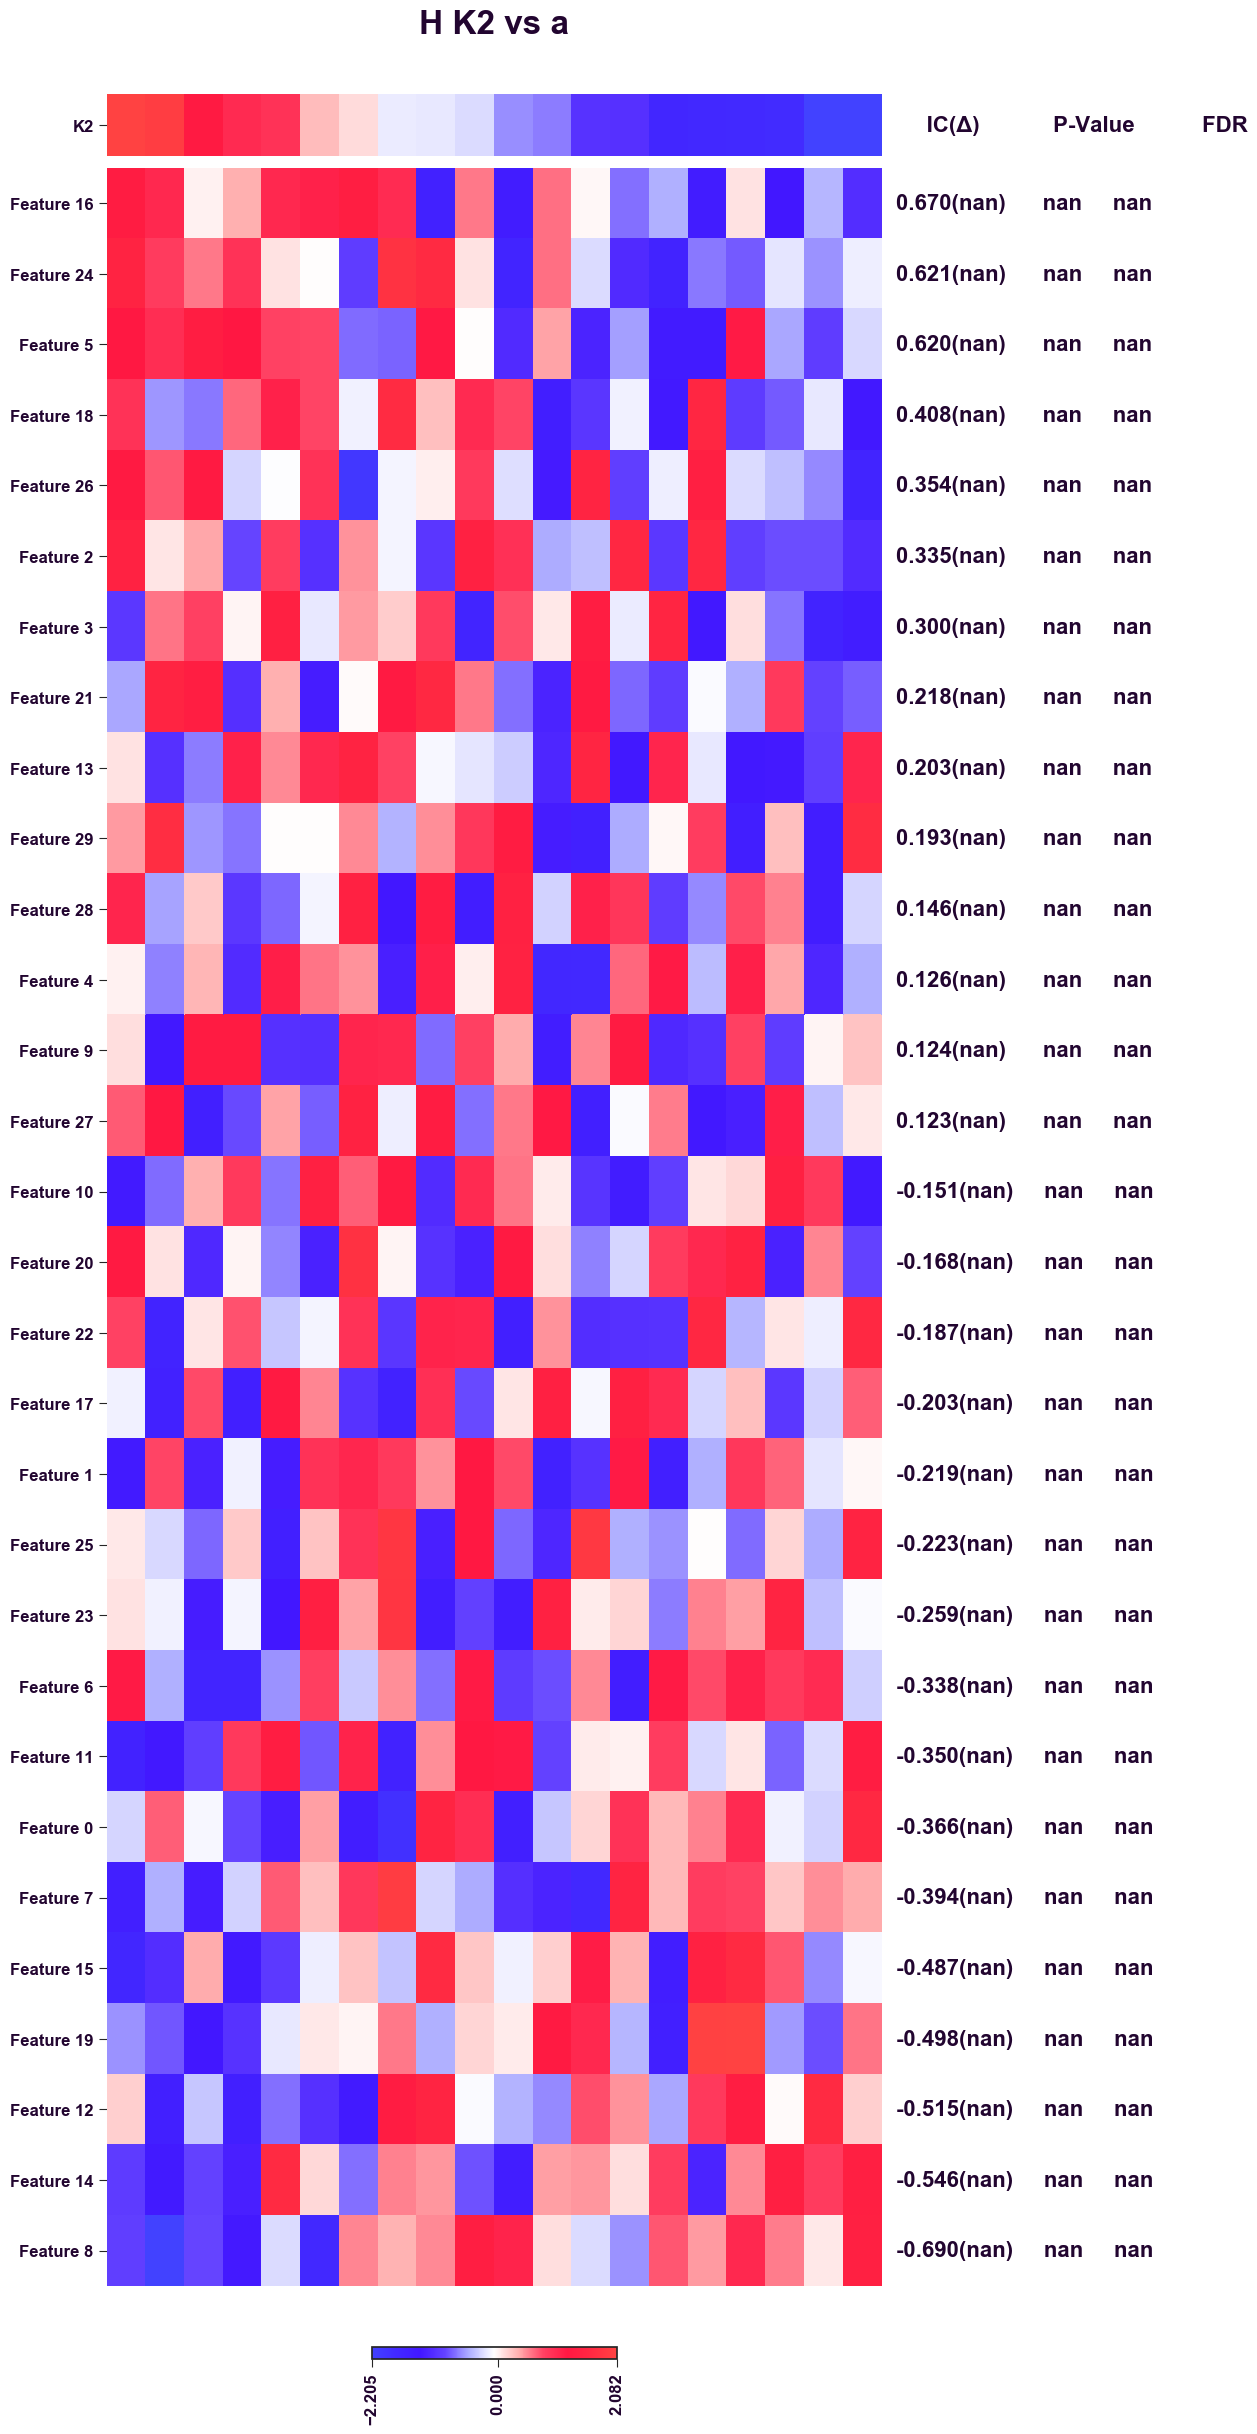 H K2 vs a
K2 IC(Δ) P-Value FDR
Feature 16 0.670(nan) nan nan
Feature 24 0.621(nan) nan nan
Feature 5 0.620(nan) nan nan
Feature 18 0.408(nan) nan nan
Feature 26 0.354(nan) nan nan
Feature 2 0.335(nan) nan nan
Feature 3 0.300(nan) nan nan
Feature 21 0.218(nan) nan nan
Feature 13 0.203(nan) nan nan
Feature 29 0.193(nan) nan nan
Feature 28 0.146(nan) nan nan
Feature 4 0.126(nan) nan nan
Feature 9 0.124(nan) nan nan
Feature 27 0.123(nan) nan nan
Feature 10 -0.151(nan) nan nan
Feature 20 -0.168(nan) nan nan
Feature 22 -0.187(nan) nan nan
Feature 17 -0.203(nan) nan nan
Feature 1 -0.219(nan) nan nan
Feature 25 -0.223(nan) nan nan
Feature 23 -0.259(nan) nan nan
Feature 6 -0.338(nan) nan nan
Feature 11 -0.350(nan) nan nan
Feature 0 -0.366(nan) nan nan
Feature 7 -0.394(nan) nan nan
Feature 15 -0.487(nan) nan nan
Feature 19 -0.498(nan) nan nan
Feature 12 -0.515(nan) nan nan
Feature 14 -0.546(nan) nan nan
Feature 8 -0.690(nan) nan nan
−2.205 0.000 2.082